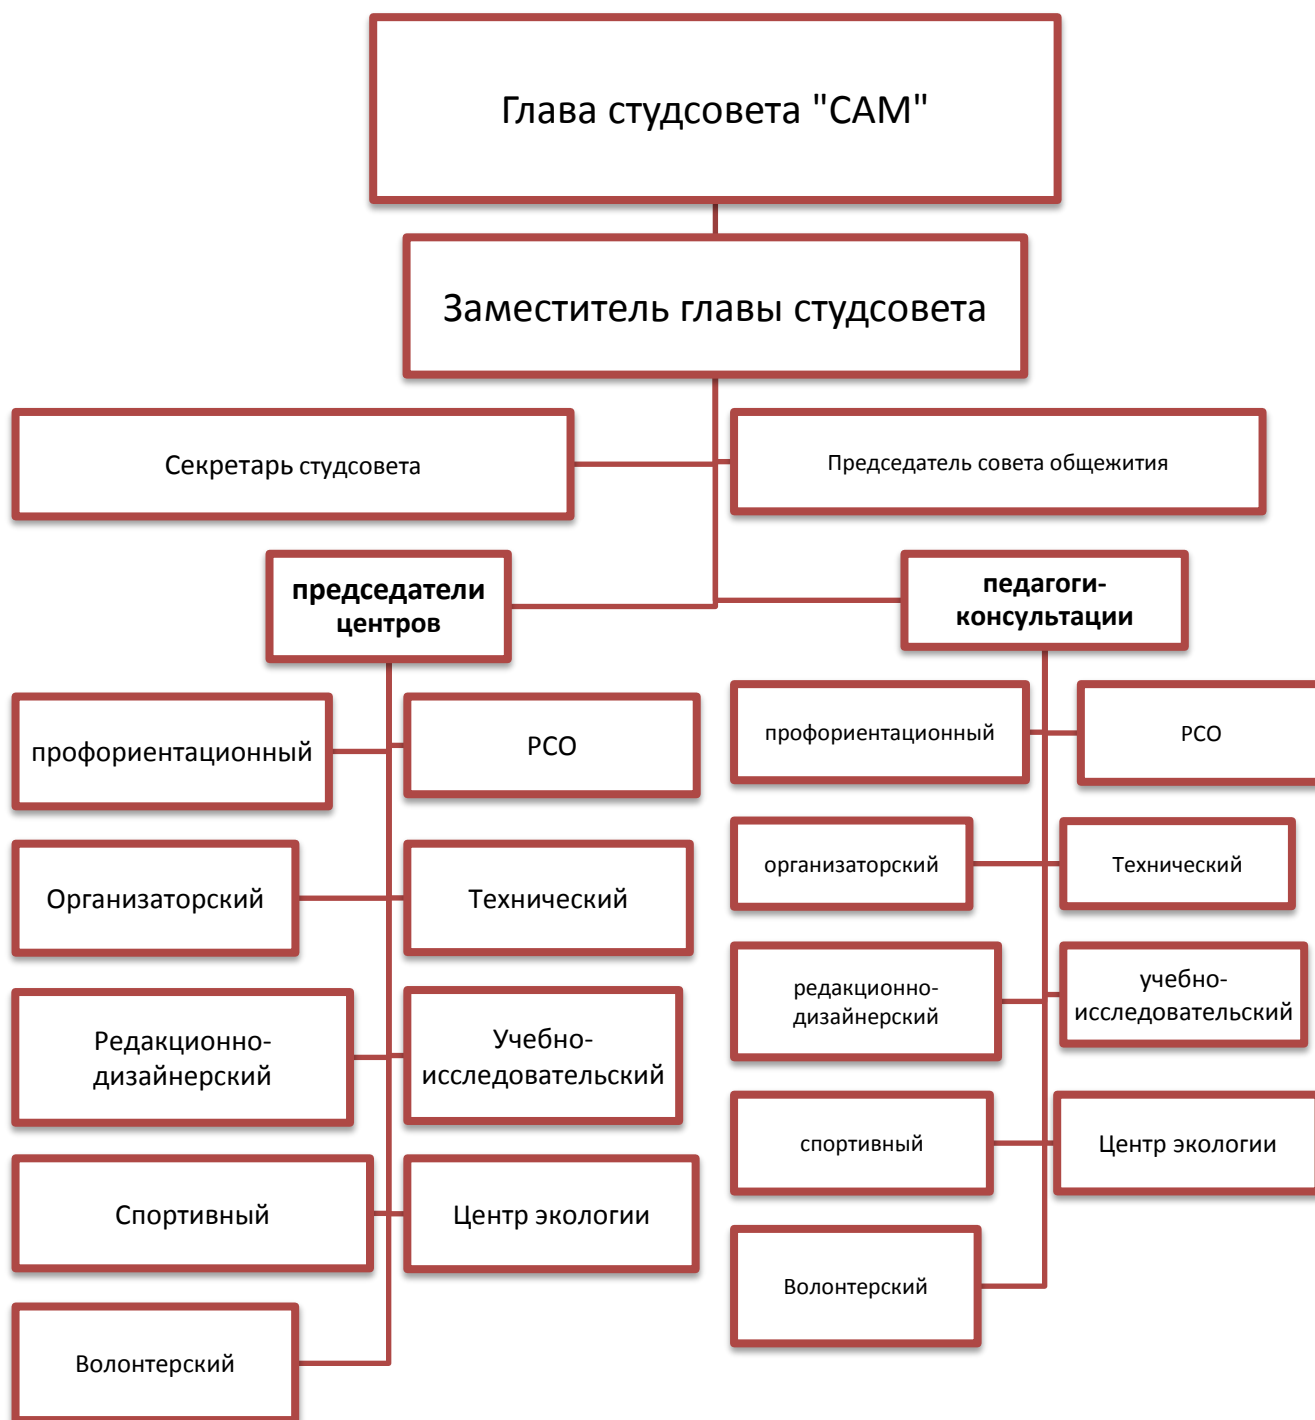 Глава студсовета "САМ"
Заместитель главы студсовета
Секретарь студсовета
Председатель совета общежития
председатели
центров
педагоги-
консультации
профориентационный
РСО
Организаторский
Технический
Редакционно-
дизайнерский
Учебно-
исследовательский
Спортивный
Центр экологии
Волонтерский
профориентационный
РСО
организаторский
Технический
редакционно-
дизайнерский
учебно-
исследовательский
спортивный
Центр экологии
Волонтерский